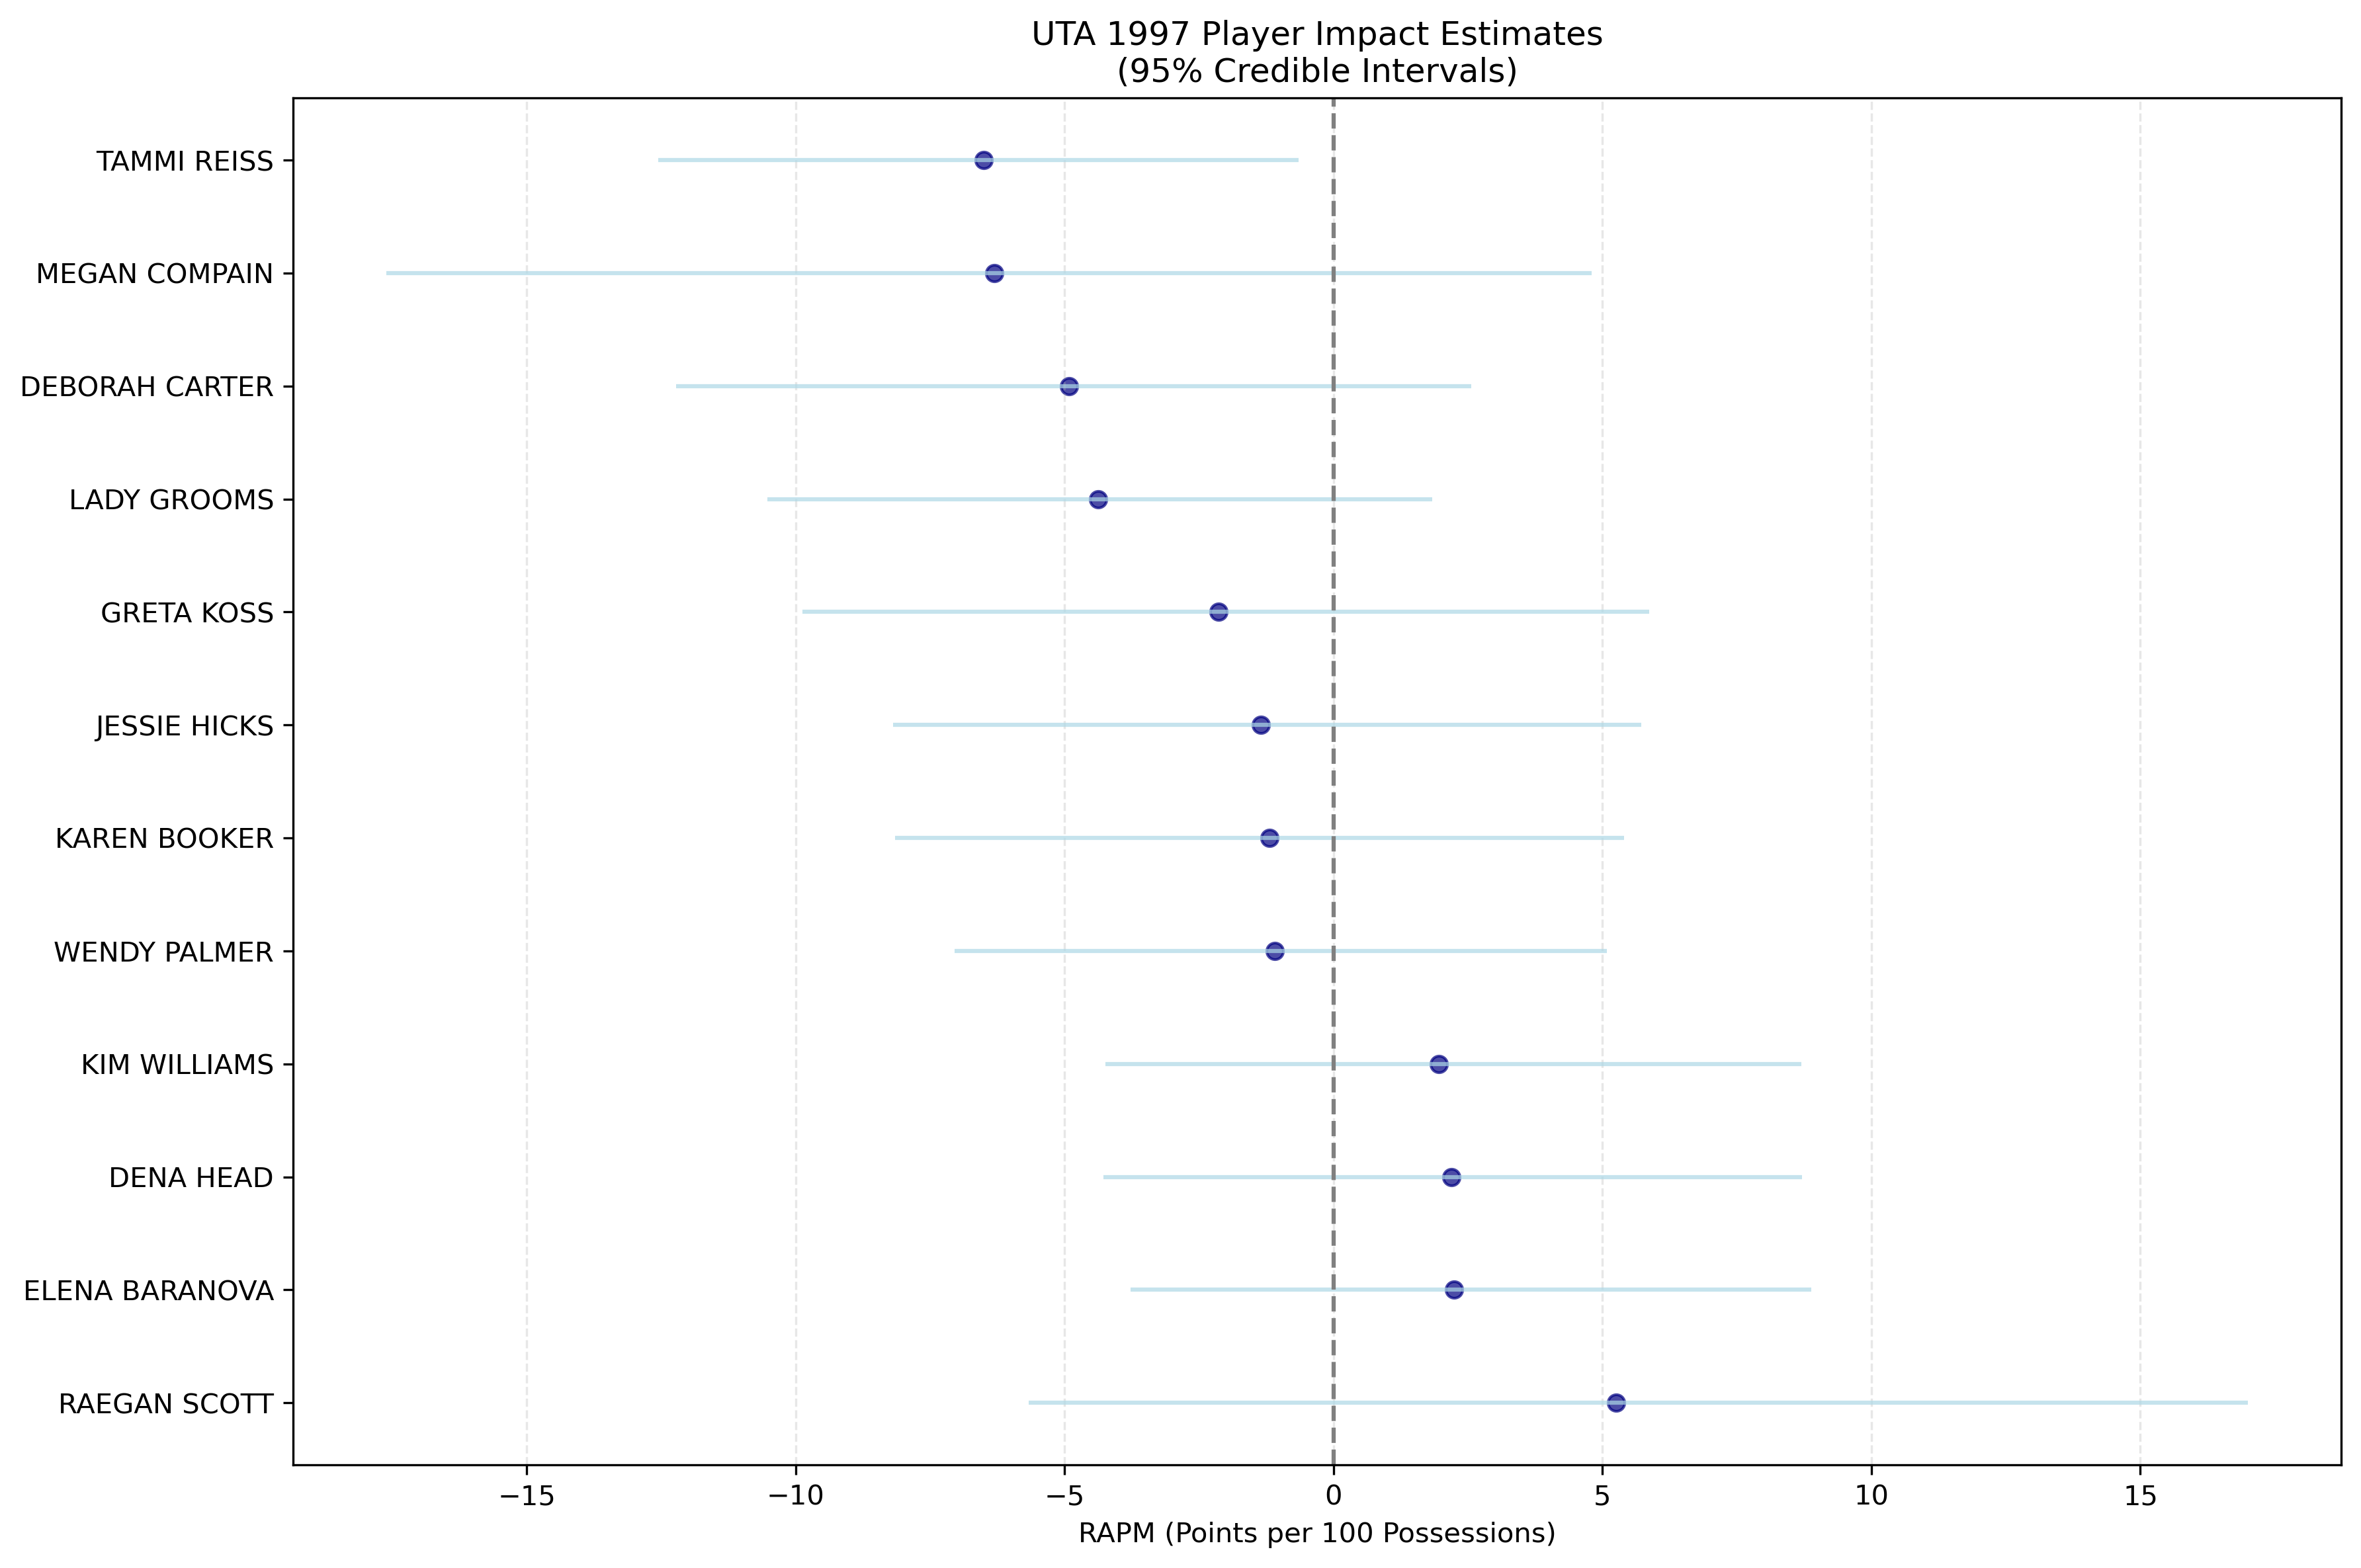 UTA 1997 Player Impact Estimates
(95% Credible Intervals)
TAMMI REISS
MEGAN COMPAIN
DEBORAH CARTER
LADY GROOMS
GRETA KOSS
JESSIE HICKS
KAREN BOOKER
WENDY PALMER
KIM WILLIAMS
DENA HEAD
ELENA BARANOVA
RAEGAN SCOTT
−15 −10 −5 0 5 10 15
RAPM (Points per 100 Possessions)